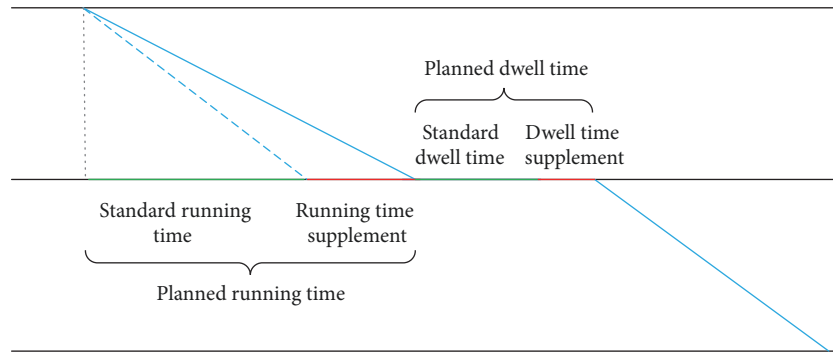 Planned dwell time
Standard
dwell time
Dwell time
supplement
Standard running
time
Running time
supplement
Planned running time